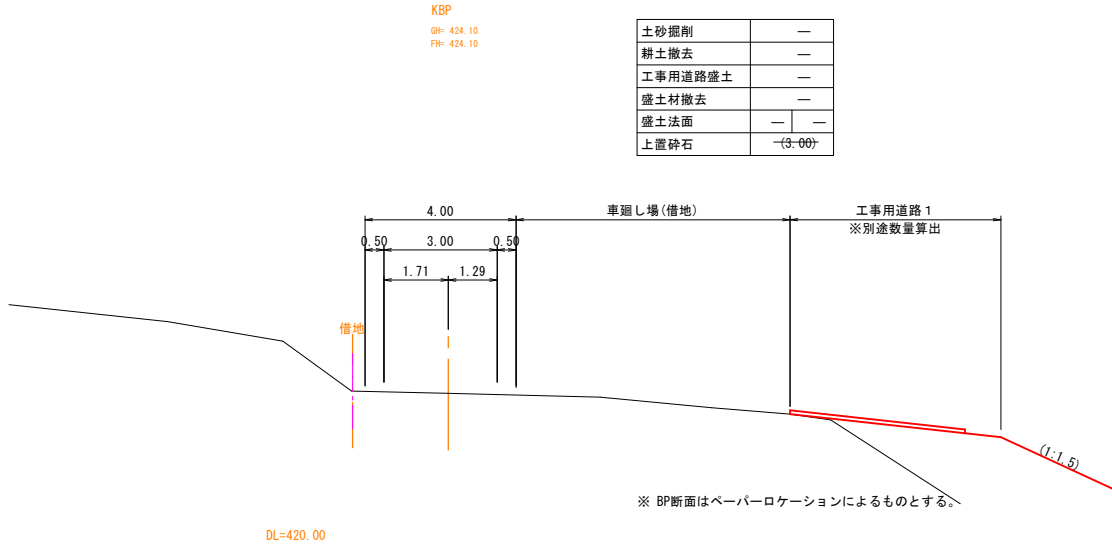 KBP
GH= 424.10
FH= 424.10
土砂掘削 —
耕土撤去 —
工事用道路盛土 —
盛土材撤去 —
盛土法面 — —
上置砕石 (3.00)
4.00 車廻し場(借地) 工事用道路1
※別途数量算出
0.50 3.00 0.50
1.71 1.29
借地
(1:1.5)
※ BP断面はペーパーロケーションによるものとする。
DL=420.00